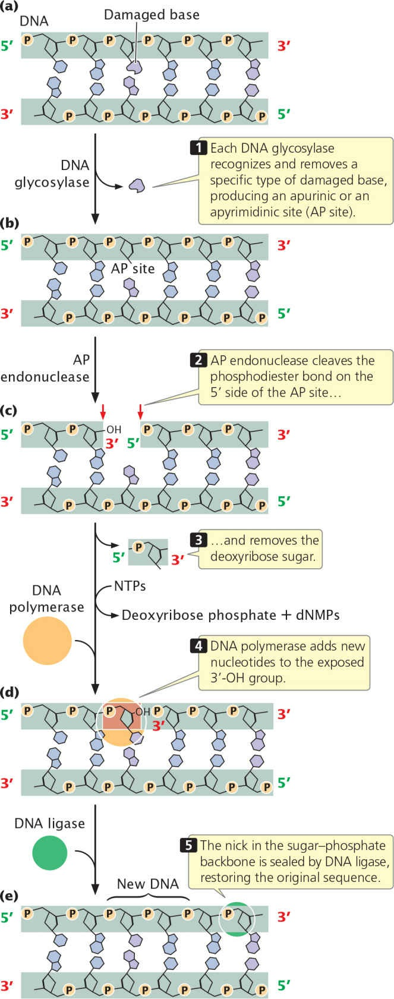 (a)
Damaged base
DNA
5′ P P P P P P 3′
3′ P P P P P P 5′
1 Each DNA glycosylase
recognizes and removes a
specific type of damaged base,
producing an apurinic or an
apyrimidinic site (AP site).
DNA
glycosylase
(b)
5′ P P P P P P 3′
AP site
3′ P P P P P P 5′
2 AP endonuclease cleaves the
phosphodiester bond on the
5′ side of the AP site...
AP
endonuclease
(c)
5′ P P OH P P P 3′
3′ 5′
3′ P P P P P P 5′
3 ...and removes the
deoxyribose sugar.
P
5′ 3′
NTPs
DNA
polymerase
Deoxyribose phosphate + dNMPs
4 DNA polymerase adds new
nucleotides to the exposed
3′-OH group.
(d)
5′ P P P OH P P P 3′
3′
3′ P P P P P P 5′
DNA ligase
5 The nick in the sugar–phosphate
backbone is sealed by DNA ligase,
restoring the original sequence.
New DNA
(e)
5′ P P P P P P 3′
3′ P P P P P P 5′